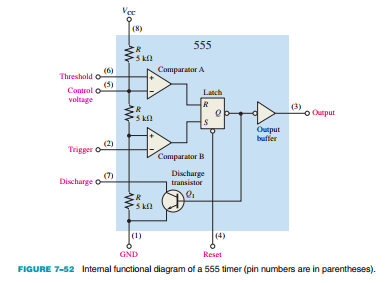 VCC
(8)
555
R
5 kΩ
(6)
Threshold
Comparator A
(5)
Control
voltage
Latch
R
R
5 kΩ
Q
(3)
Output
S
Output
buffer
(2)
Trigger
Comparator B
(7)
Discharge
Discharge
transistor
R
5 kΩ
Q1
(1)
(4)
GND
Reset
FIGURE 7–52 Internal functional diagram of a 555 timer (pin numbers are in parentheses).